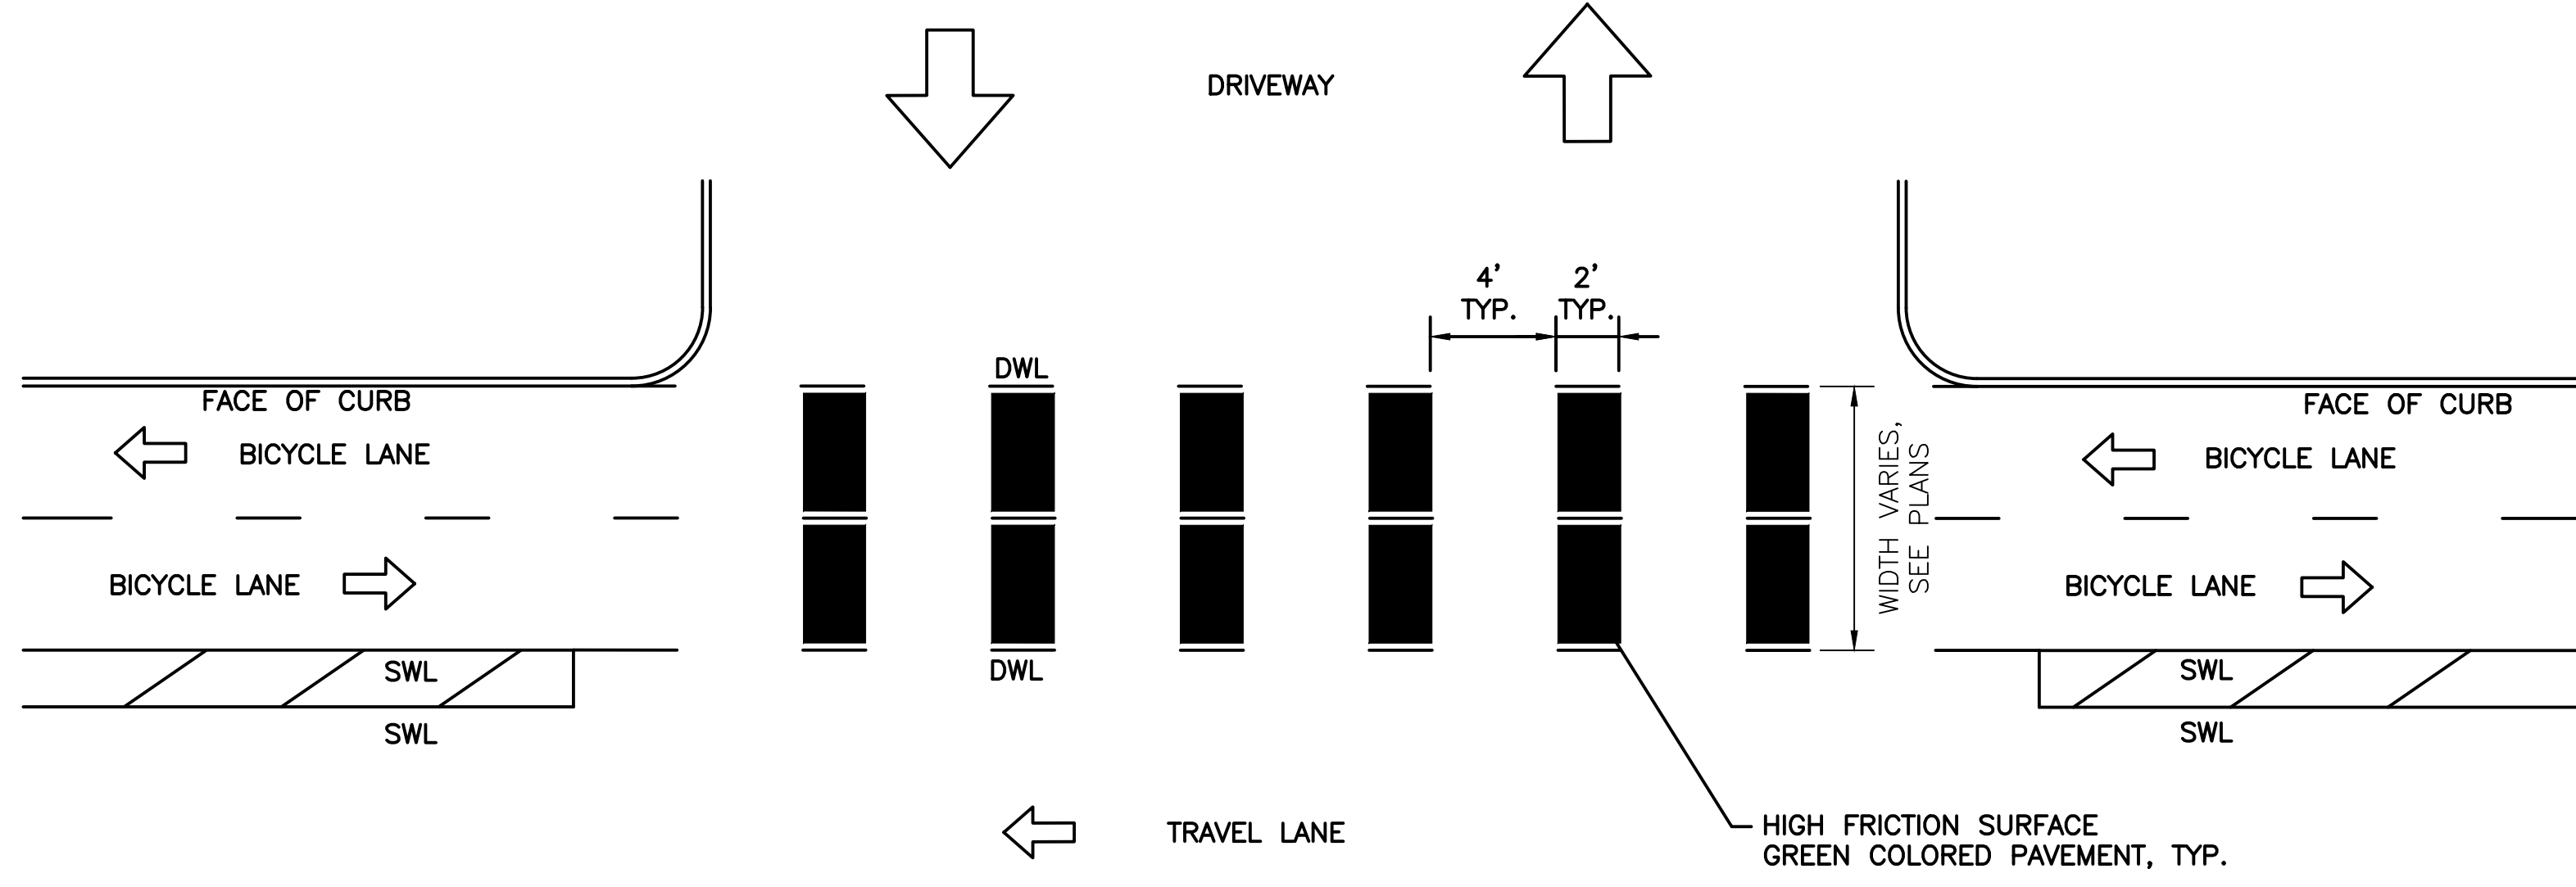 DRIVEWAY
4' 2'
TYP. TYP.
DWL
FACE OF CURB
FACE OF CURB
BICYCLE LANE
BICYCLE LANE
WIDTH VARIES,
SEE PLANS
BICYCLE LANE
BICYCLE LANE
SWL
DWL
SWL
SWL
SWL
TRAVEL LANE
HIGH FRICTION SURFACE
GREEN COLORED PAVEMENT, TYP.